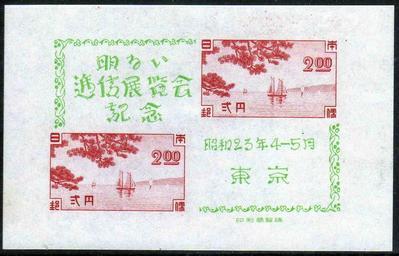 明るい
逓信展覧会
記念
日本
2.00
弐円
郵便
昭和23年4-5月
東京
日本
2.00
弐円
郵便
印刷局製造